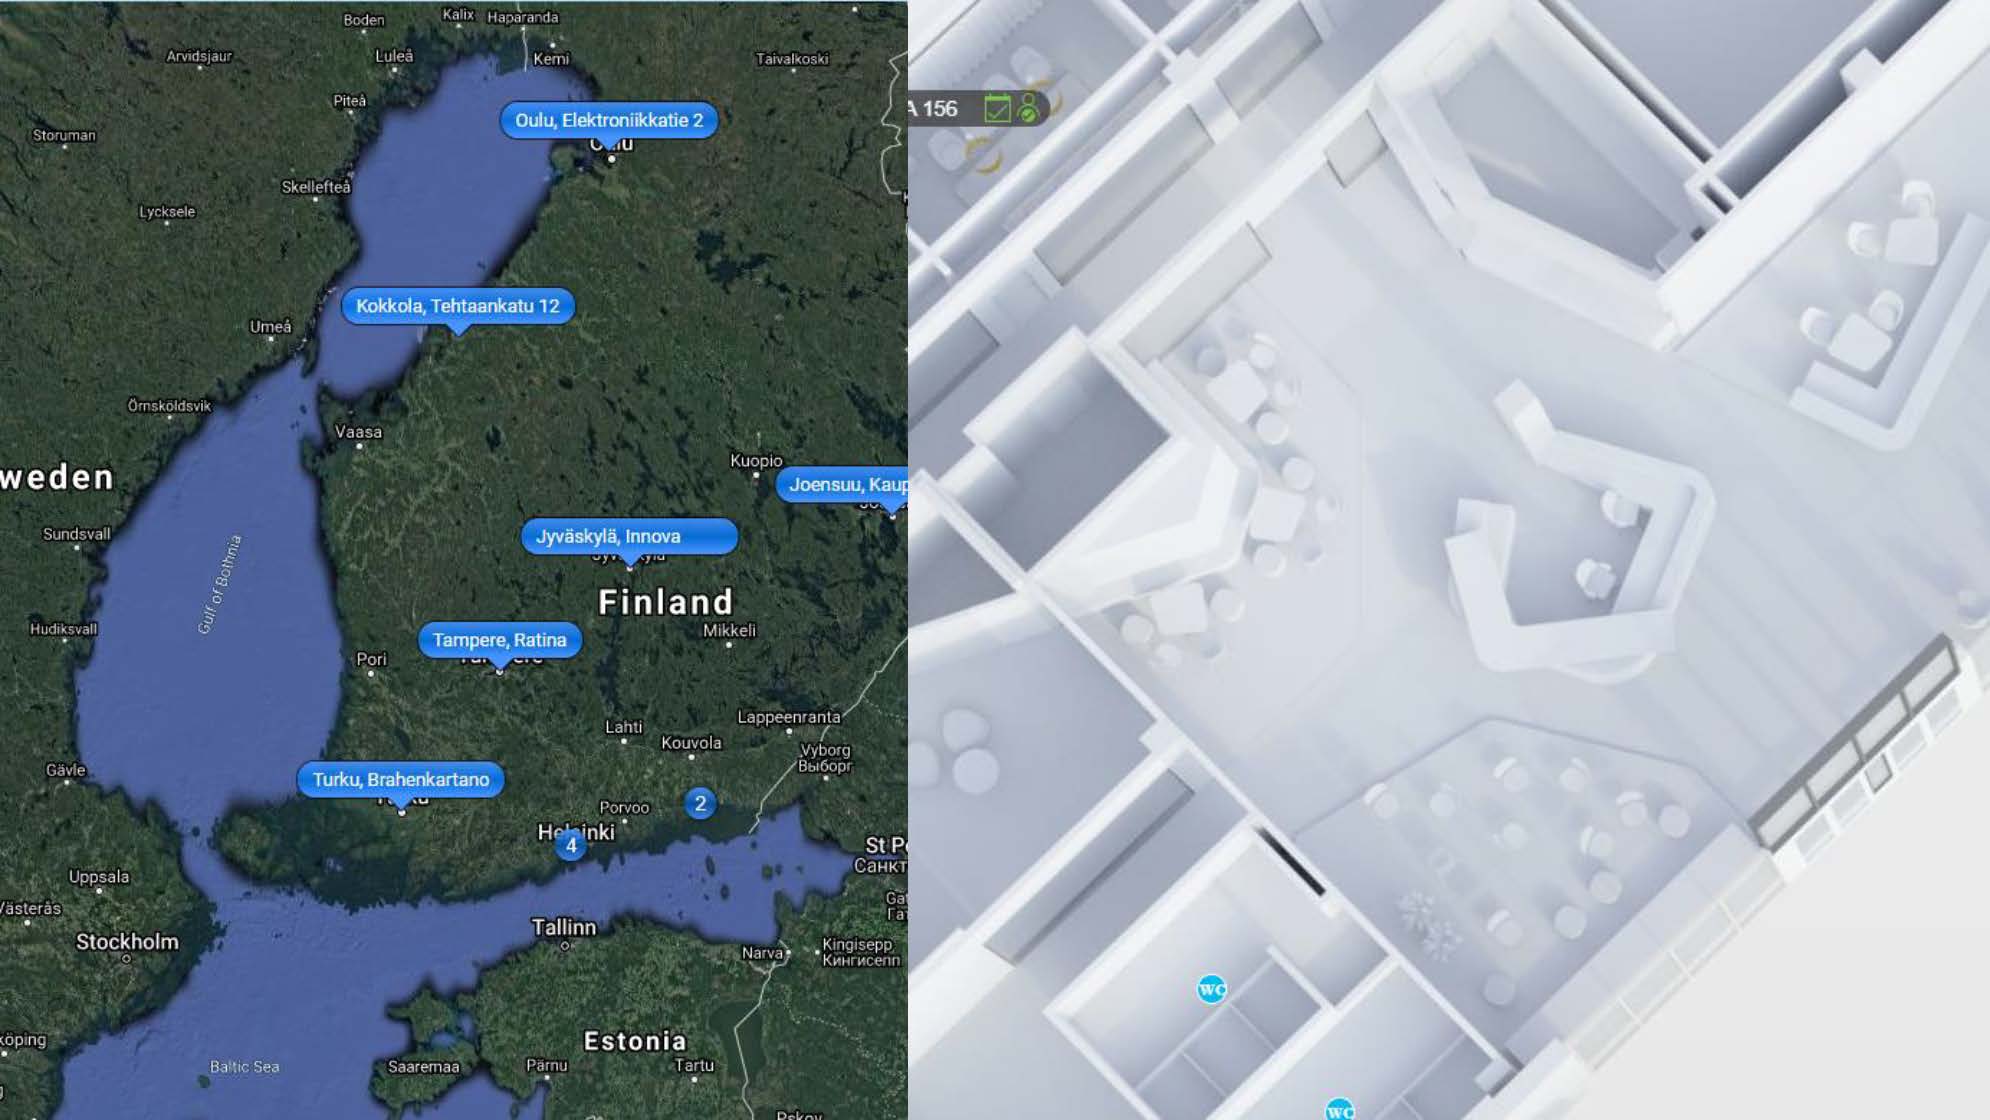 Boden
Kalix
Haparanda
Arvidsjaur
Luleå
Kemi
Taivalkoski
Piteå
Oulu, Elektroniikkatie 2
Storuman
Skellefteå
Lycksele
Kokkola, Tehtaankatu 12
Umeå
Örnsköldsvik
Vaasa
Kuopio
weden
Joensuu, Kaup
Sundsvall
Jyväskylä, Innova
Gulf of Bothnia
Finland
Hudiksvall
Tampere, Ratina
Mikkeli
Pori
Lappeenranta
Lahti
Kouvola
Vyborg
Выборг
Gävle
Turku, Brahenkartano
2
Porvoo
Helsinki
4
St P
Санкт
Uppsala
Västerås
Stockholm
Tallinn
Narva
Kingisepp
Кингисепп
köping
Estonia
Baltic Sea
Saaremaa
Pärnu
Tartu
Pskov
A 156
WC
WC